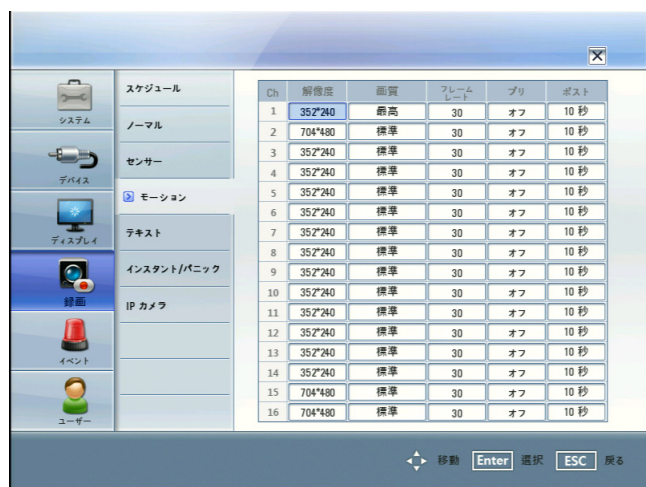 システム
デバイス
ディスプレイ
録画
イベント
ユーザー
スケジュール
ノーマル
センサー
モーション
テキスト
インスタント/パニック
IP カメラ
Ch 解像度 画質 フレームレート プリ ポスト
1 352*240 最高 30 オフ 10 秒
2 704*480 標準 30 オフ 10 秒
3 352*240 標準 30 オフ 10 秒
4 352*240 標準 30 オフ 10 秒
5 352*240 標準 30 オフ 10 秒
6 352*240 標準 30 オフ 10 秒
7 352*240 標準 30 オフ 10 秒
8 352*240 標準 30 オフ 10 秒
9 352*240 標準 30 オフ 10 秒
10 352*240 標準 30 オフ 10 秒
11 352*240 標準 30 オフ 10 秒
12 352*240 標準 30 オフ 10 秒
13 352*240 標準 30 オフ 10 秒
14 352*240 標準 30 オフ 10 秒
15 704*480 標準 30 オフ 10 秒
16 704*480 標準 30 オフ 10 秒
移動 Enter 選択 ESC 戻る